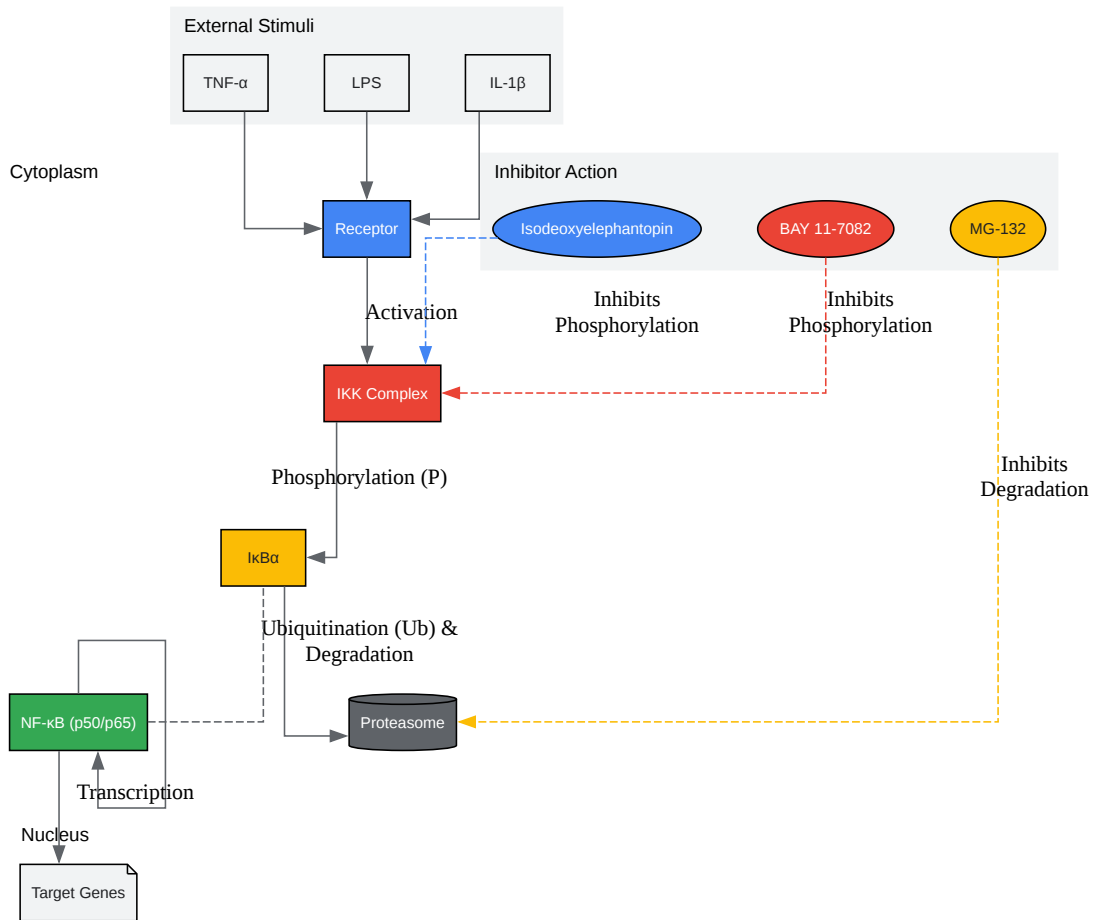 External Stimuli
TNF-α
LPS
IL-1β
Cytoplasm
Inhibitor Action
Receptor
Isodeoxyelephantopin
BAY 11-7082
MG-132
Activation
Inhibits
Phosphorylation
Inhibits
Phosphorylation
IKK Complex
Phosphorylation (P)
Inhibits
Degradation
IκBα
Ubiquitination (Ub) &
Degradation
NF-κB (p50/p65)
Proteasome
Transcription
Nucleus
Target Genes